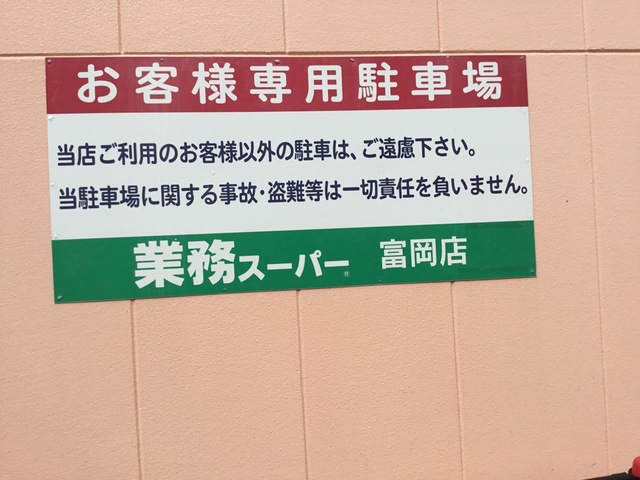 お客様専用駐車場
当店ご利用のお客様以外の駐車は、ご遠慮下さい。
当駐車場に関する事故・盗難等は一切責任を負いません。
業務スーパー® 富岡店